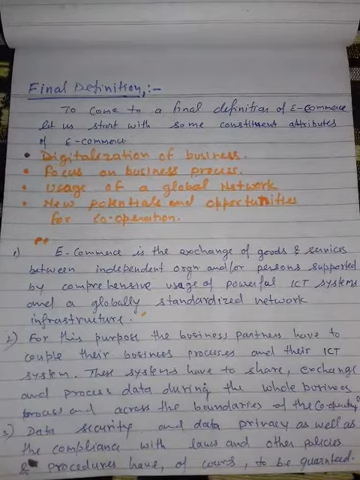 Final Definition,:-
To come to a final definition of E-commerce
let us start with some constituent attributes
of E-commerce
• Digitalization of business.
• Focus on business process.
• Usage of a global Network
• New potentials and opportunities
for co-operation.
1) E-Commerce is the exchange of goods & services
between independent orgn and/or persons supported
by comprehensive usage of powerful ICT systems
and a globally standardized network
infrastructure.
2) For this purpose the business partners have to
couple their business processes and their ICT
system. These systems have to share, exchange
and process data during the whole business
process and across the boundaries of the
3) Data security and data privacy as well as
the compliance with laws and other policies
& procedures have, of cours, to be guaranteed.